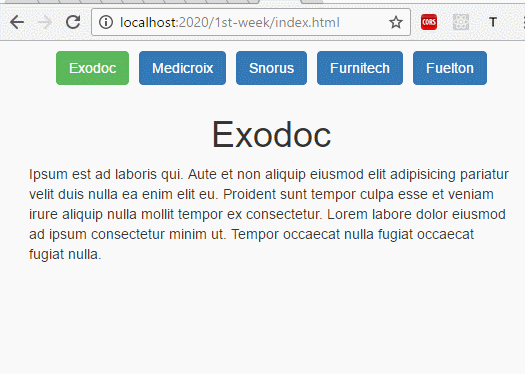 localhost:2020/1st-week/index.html
CORS
T
Exodoc Medicroix Snorus Furnitech Fuelton
Exodoc
Ipsum est ad laboris qui. Aute et non aliquip eiusmod elit adipisicing pariatur
velit duis nulla ea enim elit eu. Proident sunt tempor culpa esse et veniam
irure aliquip nulla mollit tempor ex consectetur. Lorem labore dolor eiusmod
ad ipsum consectetur minim ut. Tempor occaecat nulla fugiat occaecat
fugiat nulla.